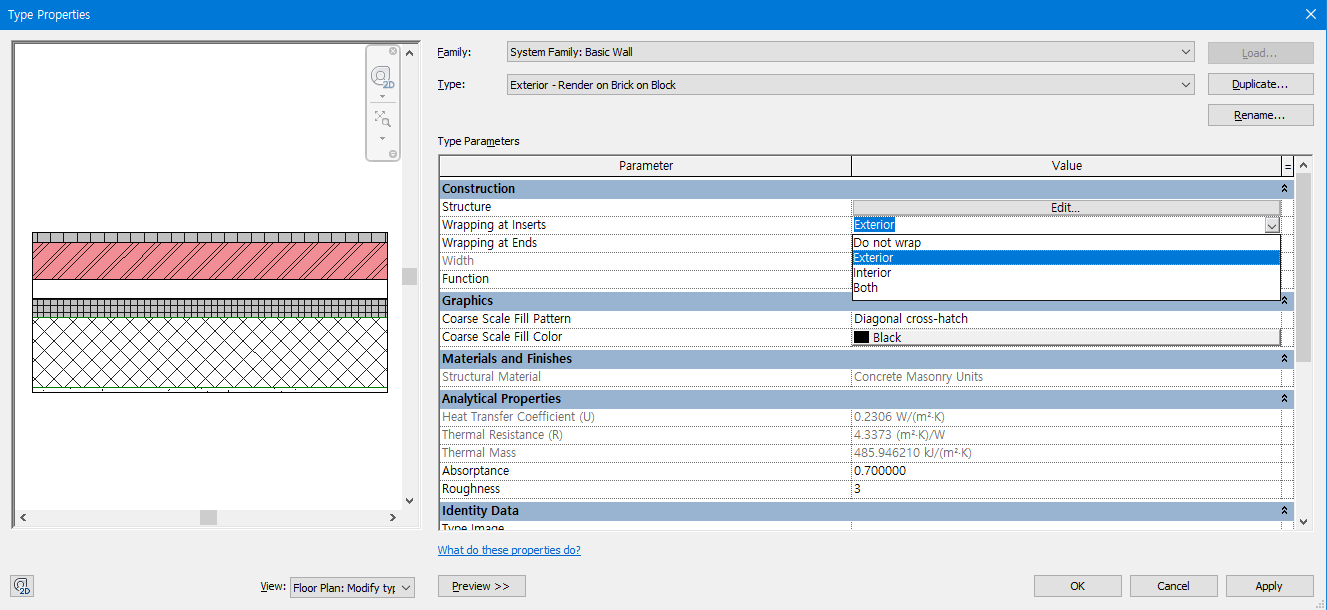 Type Properties
2D
Family:
System Family: Basic Wall
Load...
Type:
Exterior - Render on Brick on Block
Duplicate...
Rename...
Type Parameters
Parameter Value =
Construction
Structure Edit...
Wrapping at Inserts Exterior
Wrapping at Ends Do not wrap
Exterior
Width
Interior
Function
Both
Graphics
Coarse Scale Fill Pattern Diagonal cross-hatch
Coarse Scale Fill Color Black
Materials and Finishes
Structural Material Concrete Masonry Units
Analytical Properties
Heat Transfer Coefficient (U) 0.2306 W/(m²·K)
Thermal Resistance (R) 4.3373 (m²·K)/W
Thermal Mass 485.946210 kJ/(m²·K)
Absorptance 0.700000
Roughness 3
Identity Data
Type Image
What do these properties do?
2D
View: Floor Plan: Modify typ
Preview >>
OK
Cancel
Apply